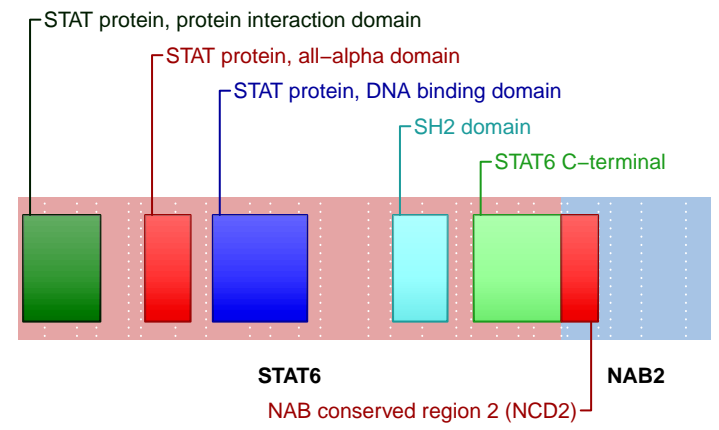 STAT protein, protein interaction domain
STAT protein, all−alpha domain
STAT protein, DNA binding domain
SH2 domain
STAT6 C−terminal
STAT6
NAB2
NAB conserved region 2 (NCD2)